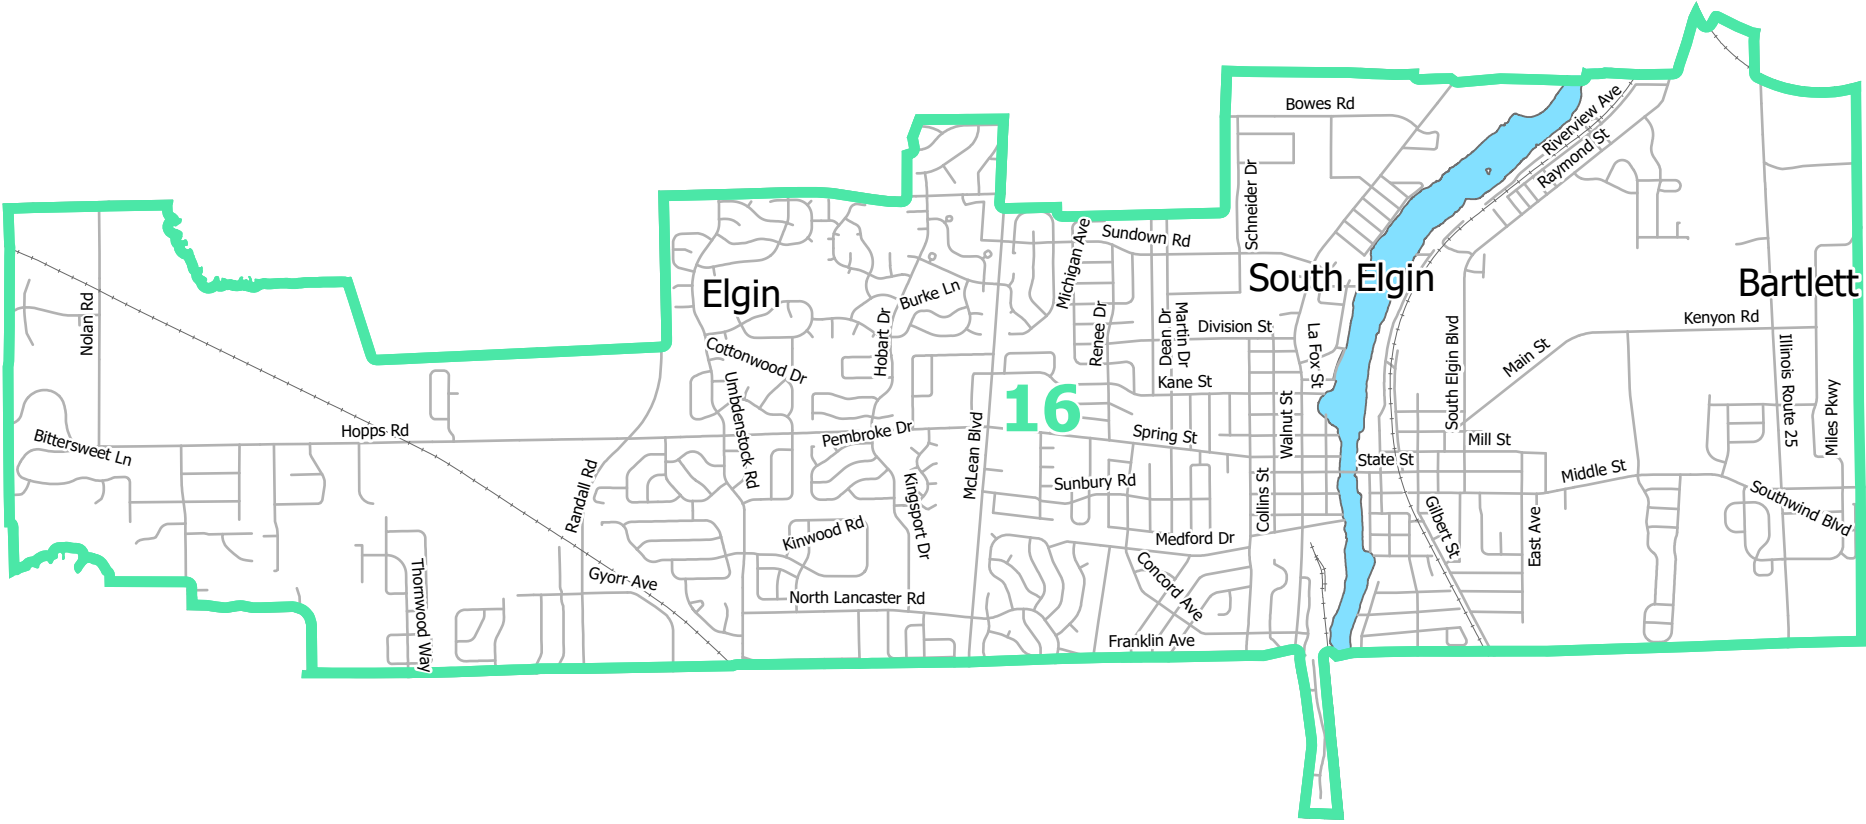 Bowes Rd
Riverview Ave
Raymond St
Schneider Dr
Michigan Ave
Sundown Rd
Elgin
South Elgin
Bartlett
Nolan Rd
Burke Ln
Hobart Dr
Renee Dr
Dean Dr
Martin Dr
Division St
La Fox St
South Elgin Blvd
Main St
Kenyon Rd
Illinois Route 25
Miles Pkwy
Cottonwood Dr
Umbdenstock Rd
Kane St
16
Walnut St
Bittersweet Ln
Hopps Rd
Pembroke Dr
McLean Blvd
Spring St
Mill St
State St
Middle St
Southwind Blvd
Randall Rd
Kingsport Dr
Sunbury Rd
Collins St
Gilbert St
East Ave
Kinwood Rd
Medford Dr
Concord Ave
Thornwood Way
Gyorr Ave
North Lancaster Rd
Franklin Ave